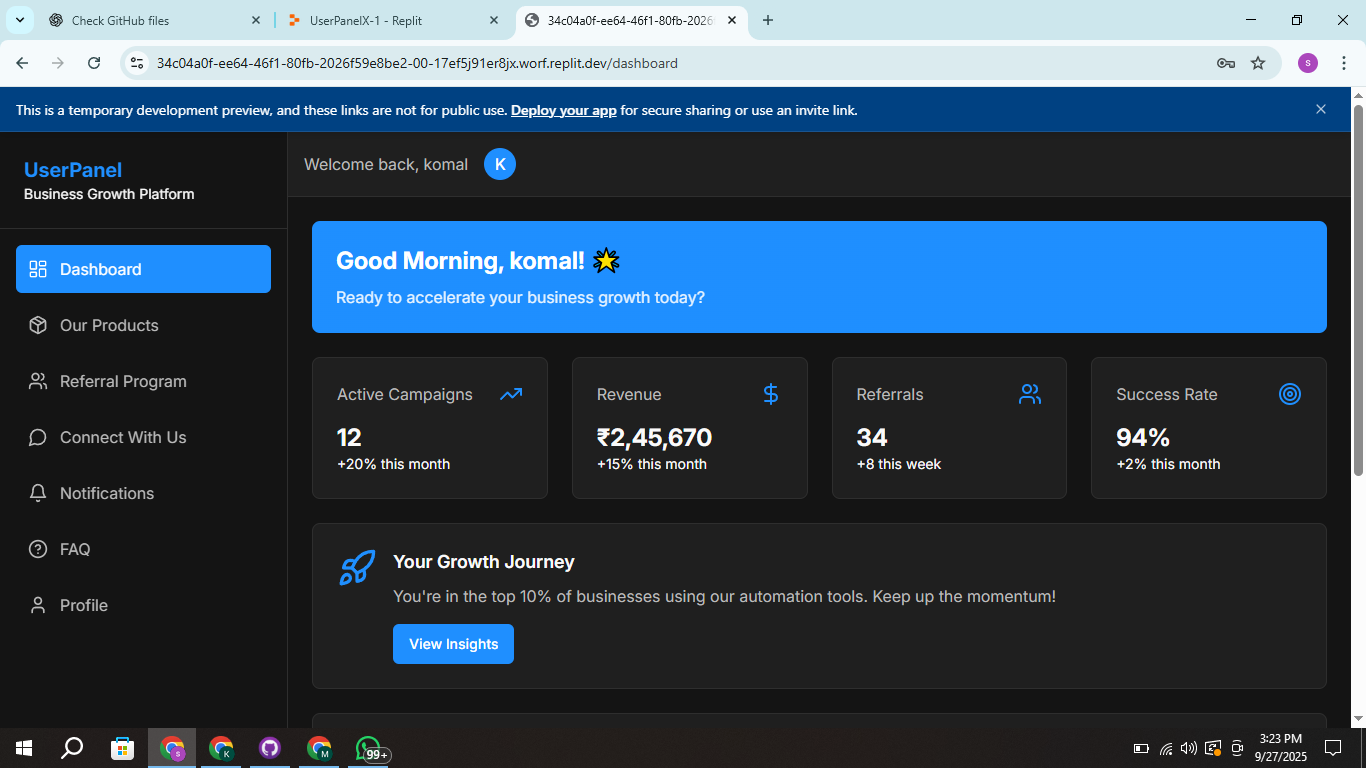 Check GitHub files
UserPanelX-1 - Replit
34c04a0f-ee64-46f1-80fb-2026
34c04a0f-ee64-46f1-80fb-2026f59e8be2-00-17ef5j91er8jx.worf.replit.dev/dashboard
S
This is a temporary development preview, and these links are not for public use. Deploy your app for secure sharing or use an invite link.
UserPanel
Business Growth Platform
Welcome back, komal
K
Dashboard
Our Products
Referral Program
Connect With Us
Notifications
FAQ
Profile
Good Morning, komal! 🌟
Ready to accelerate your business growth today?
Active Campaigns
12
+20% this month
Revenue
₹2,45,670
+15% this month
Referrals
34
+8 this week
Success Rate
94%
+2% this month
Your Growth Journey
You're in the top 10% of businesses using our automation tools. Keep up the momentum!
View Insights
S
K
M
99+
3:23 PM
9/27/2025